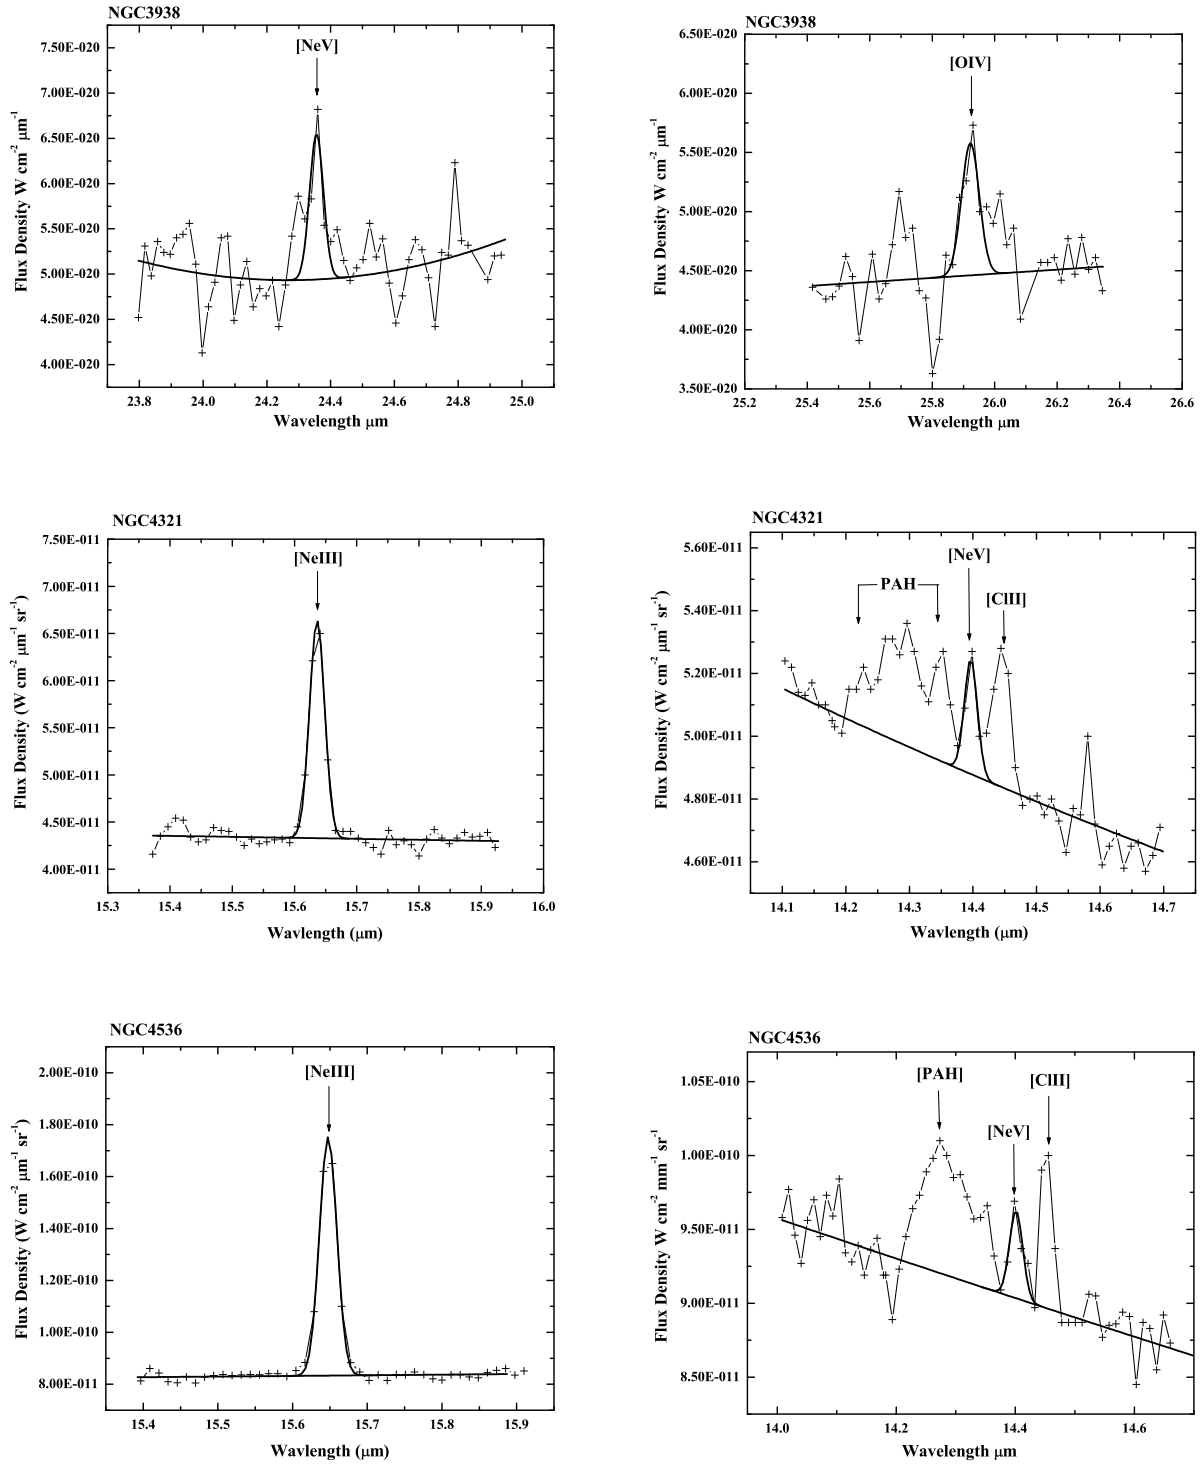 NGC3938
[NeV]
7.50E-020
7.00E-020
6.50E-020
6.00E-020
5.50E-020
5.00E-020
4.50E-020
4.00E-020
Flux Density W cm-2 μm-1
23.8 24.0 24.2 24.4 24.6 24.8 25.0
Wavelength μm
NGC3938
[OIV]
6.50E-020
6.00E-020
5.50E-020
5.00E-020
4.50E-020
4.00E-020
3.50E-020
Flux Density W cm-2 μm-1
25.2 25.4 25.6 25.8 26.0 26.2 26.4 26.6
Wavelength μm
NGC4321
[NeIII]
7.50E-011
7.00E-011
6.50E-011
6.00E-011
5.50E-011
5.00E-011
4.50E-011
4.00E-011
Flux Density (W cm-2 μm-1 sr-1)
15.3 15.4 15.5 15.6 15.7 15.8 15.9 16.0
Wavlength (μm)
NGC4321
[NeV]
PAH
[ClII]
5.60E-011
5.40E-011
5.20E-011
5.00E-011
4.80E-011
4.60E-011
Flux Density (W cm-2 μm-1 sr-1)
14.1 14.2 14.3 14.4 14.5 14.6 14.7
Wavlength (μm)
NGC4536
[NeIII]
2.00E-010
1.80E-010
1.60E-010
1.40E-010
1.20E-010
1.00E-010
8.00E-011
Flux Density (W cm-2 μm-1 sr-1)
15.4 15.5 15.6 15.7 15.8 15.9
Wavelength (μm)
NGC4536
[PAH]
[ClII]
[NeV]
1.05E-010
1.00E-010
9.50E-011
9.00E-011
8.50E-011
Flux Density W cm-2 mm-1 sr-1
14.0 14.2 14.4 14.6
Wavelength μm